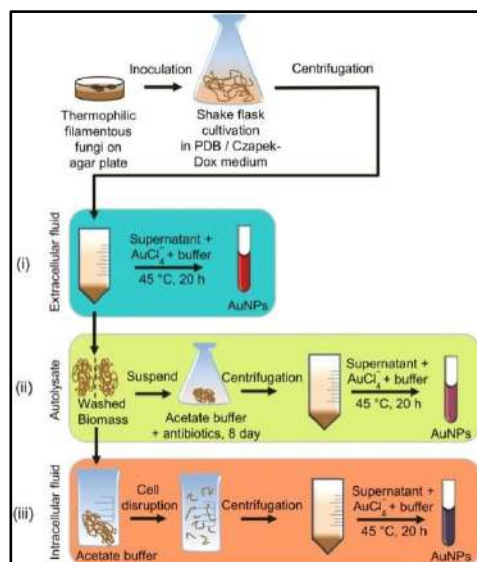 Inoculation
Centrifugation
Thermophilic
filamentous
fungi on
agar plate
Shake flask
cultivation
in PDB / Czapek-
Dox medium
(i)
Extracellular fluid
Supernatant +
AuCl4⁻ + buffer
45 °C, 20 h
AuNPs
(ii)
Autolysate
Washed
Biomass
Suspend
Acetate buffer
+ antibiotics, 8 day
Centrifugation
Supernatant +
AuCl4⁻ + buffer
45 °C, 20 h
AuNPs
(iii)
Intracellular fluid
Acetate buffer
Cell
disruption
Centrifugation
Supernatant +
AuCl4⁻ + buffer
45 °C, 20 h
AuNPs